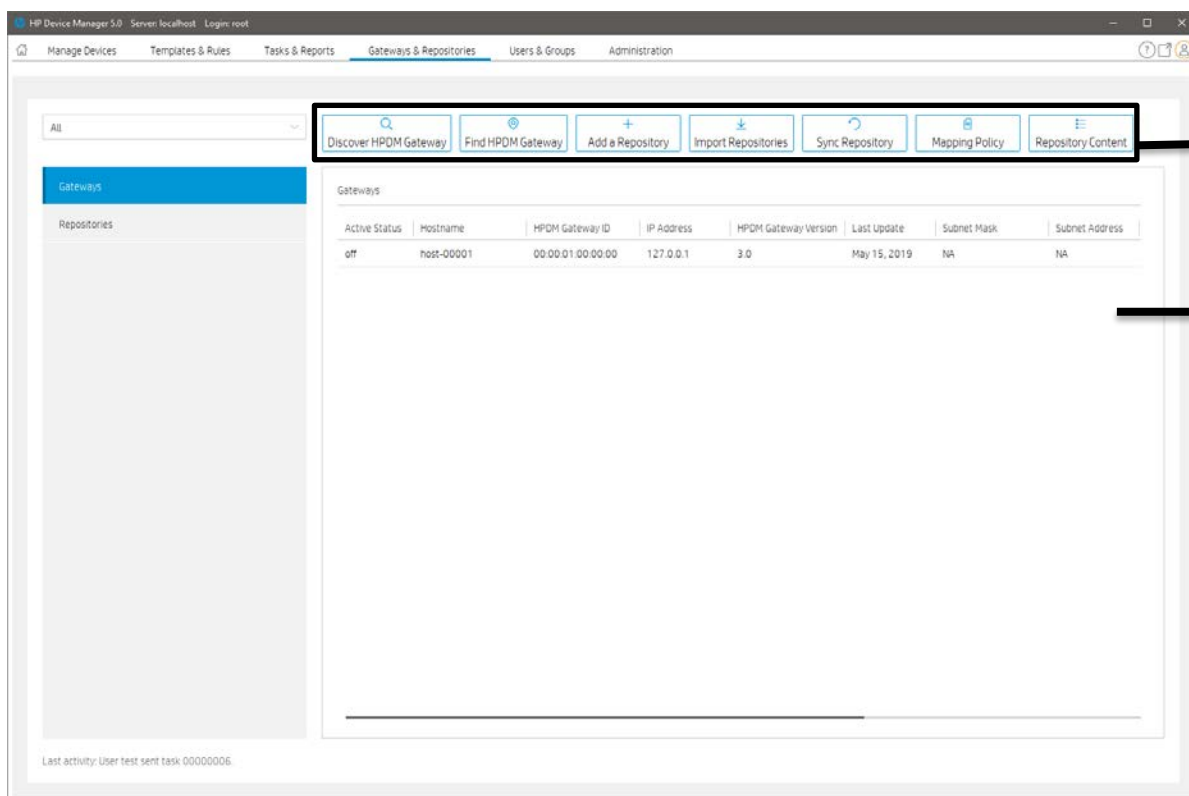 HP Device Manager 5.0 Server: localhost Login: root
Manage Devices Templates & Rules Tasks & Reports Gateways & Repositories Users & Groups Administration
All
Discover HPDM Gateway Find HPDM Gateway Add a Repository Import Repositories Sync Repository Mapping Policy Repository Content
Gateways
Repositories
Gateways
Active Status Hostname HPDM Gateway ID IP Address HPDM Gateway Version Last Update Subnet Mask Subnet Address
off host-00001 00:00:01:00:00:00 127.0.0.1 3.0 May 15, 2019 NA NA
Last activity: User test sent task 00000006.